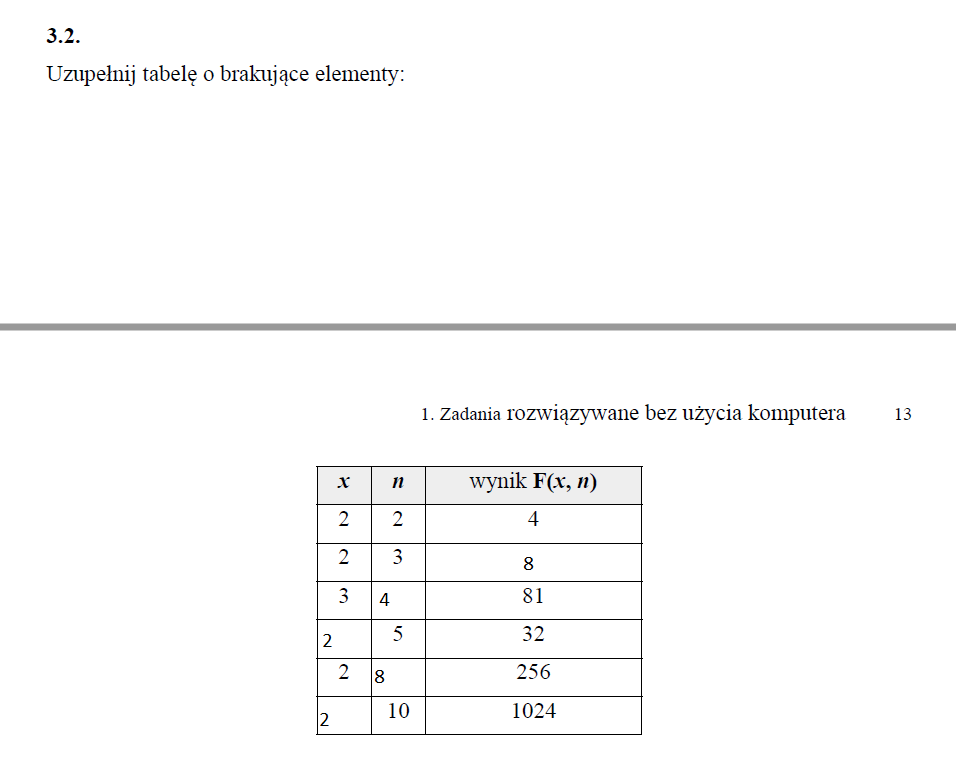 3.2.
Uzupełnij tabelę o brakujące elementy:
1. Zadania rozwiązywane bez użycia komputera 13
x n wynik F(x, n)
2 2 4
2 3 8
3 4 81
2 5 32
2 8 256
2 10 1024